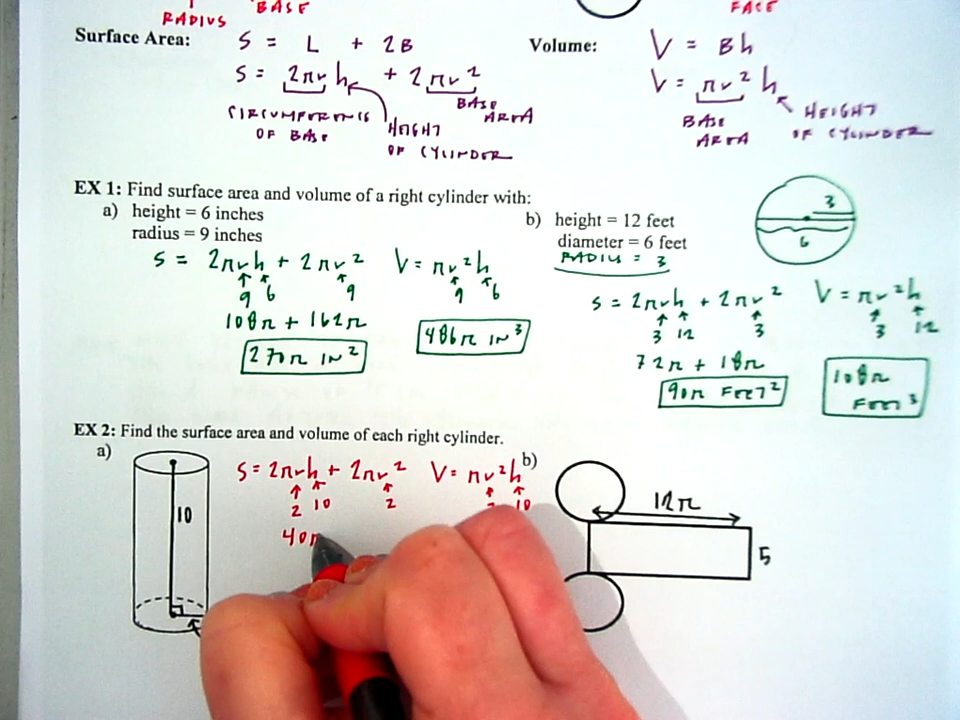 RADIUS BASE FACE
Surface Area: S = L + 2B Volume: V = Bh
S = 2πrh + 2πr² V = πr²h
CIRCUMFERENCE OF BASE
HEIGHT OF CYLINDER
BASE AREA
BASE AREA
HEIGHT OF CYLINDER
EX 1: Find surface area and volume of a right cylinder with:
a) height = 6 inches
radius = 9 inches
S = 2πrh + 2πr² V = πr²h
9 6 9 9 6
108π + 162π
270π IN²
486π IN³
b) height = 12 feet
diameter = 6 feet
RADIUS = 3
3
6
S = 2πrh + 2πr² V = πr²h
3 12 3 3 12
72π + 18π
90π FEET²
108π
FEET³
EX 2: Find the surface area and volume of each right cylinder.
a)
10
S = 2πrh + 2πr² V = πr²h
2 10 2 10
40π
b)
12π
5